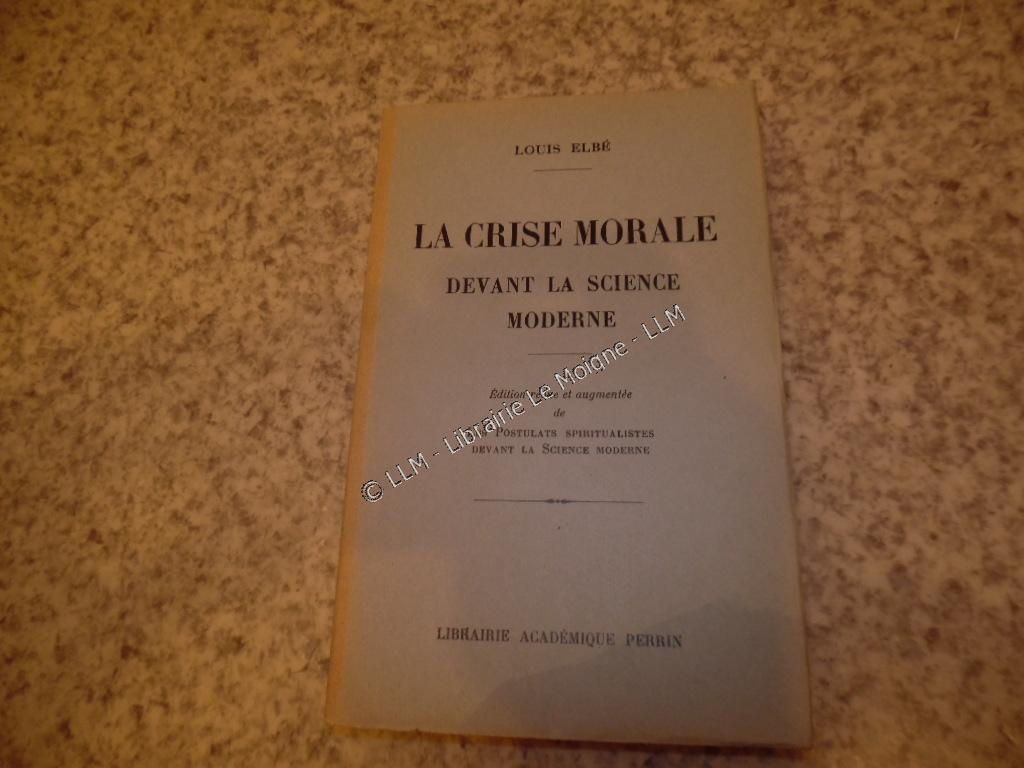 LOUIS ELBÉ
LA CRISE MORALE
DEVANT LA SCIENCE
MODERNE
Édition revue et augmentée
de
POSTULATS SPIRITUALISTES
DEVANT LA SCIENCE MODERNE
LIBRAIRIE ACADÉMIQUE PERRIN
© LLM - Librairie Le Moigne - LLM